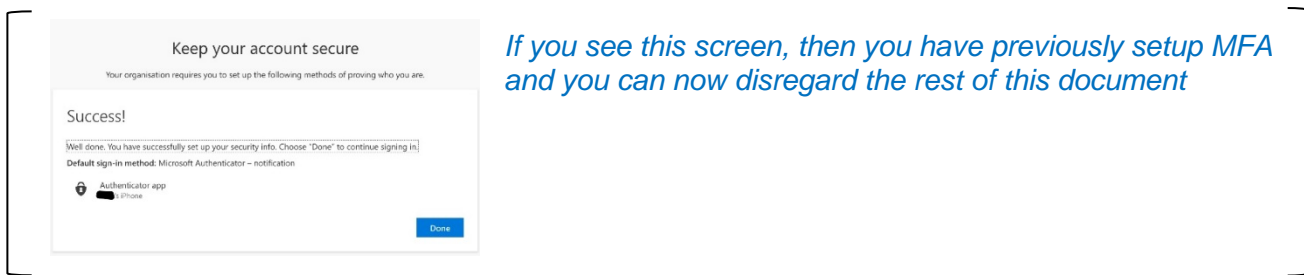 Keep your account secure
Your organisation requires you to set up the following methods of proving who you are.
If you see this screen, then you have previously setup MFA
and you can now disregard the rest of this document
Success!
Well done. You have successfully set up your security info. Choose "Done" to continue signing in.
Default sign-in method: Microsoft Authenticator – notification
Authenticator app
's iPhone
Done